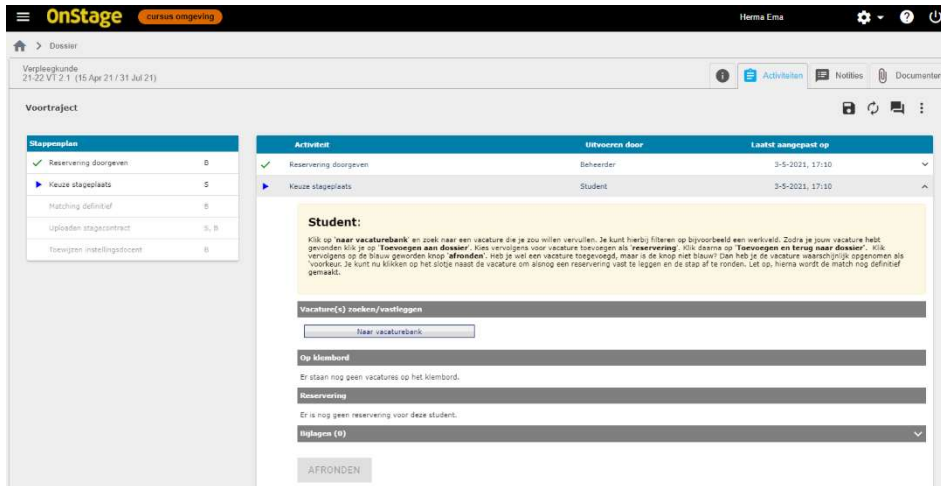 OnStage cursus omgeving Herma Ema
Dossier
Verpleegkunde
21-22 VT 2.1 (15 Apr 21 / 31 Jul 21)
Activiteiten Notities Documenten
Voortraject
Stappenplan
Reservering doorgeven B
Keuze stageplaats S
Matching definitief B
Uploaden stagecontract S, B
Toewijzen instellingsdocent B
Activiteit Uitvoeren door Laatst aangepast op
Reservering doorgeven Beheerder 3-5-2021, 17:10
Keuze stageplaats Student 3-5-2021, 17:10
Student:
Klik op 'naar vacaturebank' en zoek naar een vacature die je zou willen vervullen. Je kunt hierbij filteren op bijvoorbeeld een werkveld. Zodra je jouw vacature hebt
gevonden klik je op 'Toevoegen aan dossier'. Kies vervolgens voor vacature toevoegen als 'reservering'. Klik daarna op 'Toevoegen en terug naar dossier'. Klik
vervolgens op de blauw geworden knop 'afronden'. Heb je wel een vacature toegevoegd, maar is de knop niet blauw? Dan heb je de vacature waarschijnlijk opgenomen als
'voorkeur. Je kunt nu klikken op het slotje naast de vacature om alsnog een reservering vast te leggen en de stap af te ronden. Let op, hierna wordt de match nog definitief
gemaakt.
Vacature(s) zoeken/vastleggen
Naar vacaturebank
Op klembord
Er staan nog geen vacatures op het klembord.
Reservering
Er is nog geen reservering voor deze student.
Bijlagen (0)
AFRONDEN